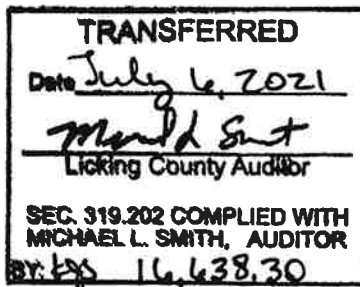 TRANSFERRED
Date July 6, 2021
Licking County Auditor
SEC. 319.202 COMPLIED WITH
MICHAEL L. SMITH, AUDITOR
BY: 16,638.30